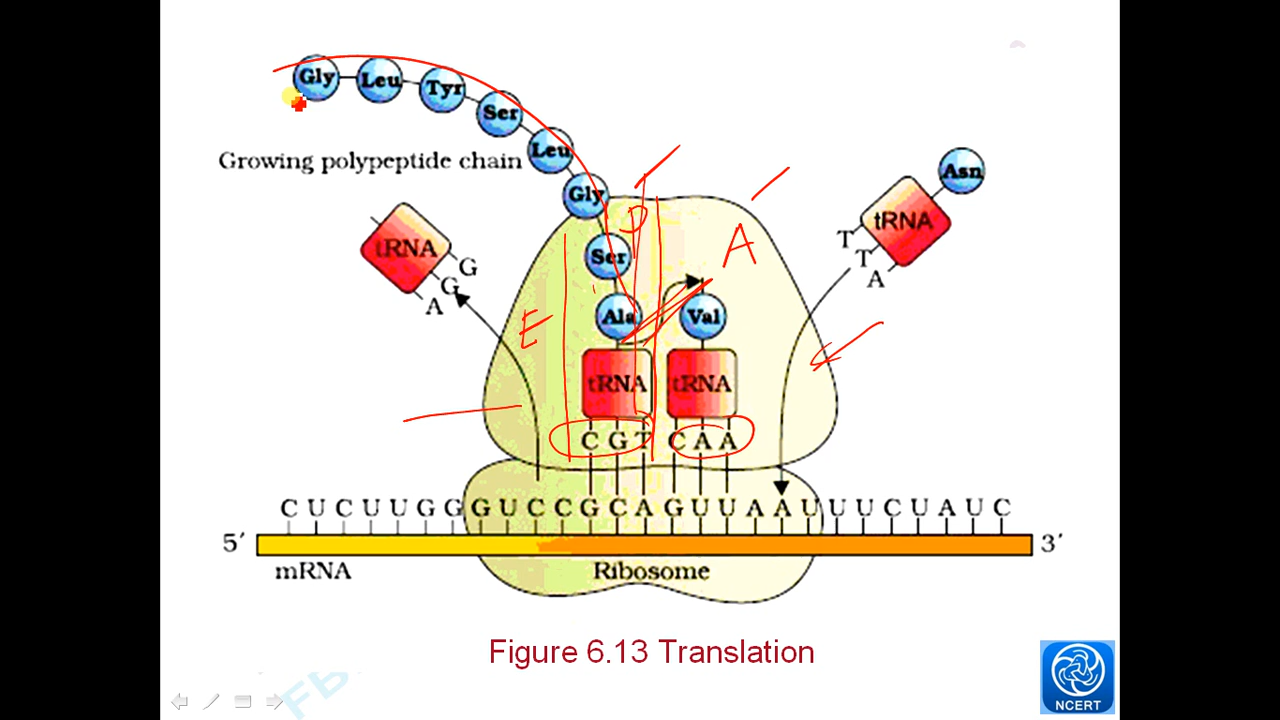 Gly Leu Tyr Ser Leu Gly Ser Ala
Growing polypeptide chain
Asn
tRNA
G
G
A
tRNA
T
T
A
P
A
E
Val
tRNA tRNA
C G T C A A
C U C U U G G G U C C G C A G U U A A U U U C U A U C
5′ 3′
mRNA Ribosome
Figure 6.13 Translation
NCERT